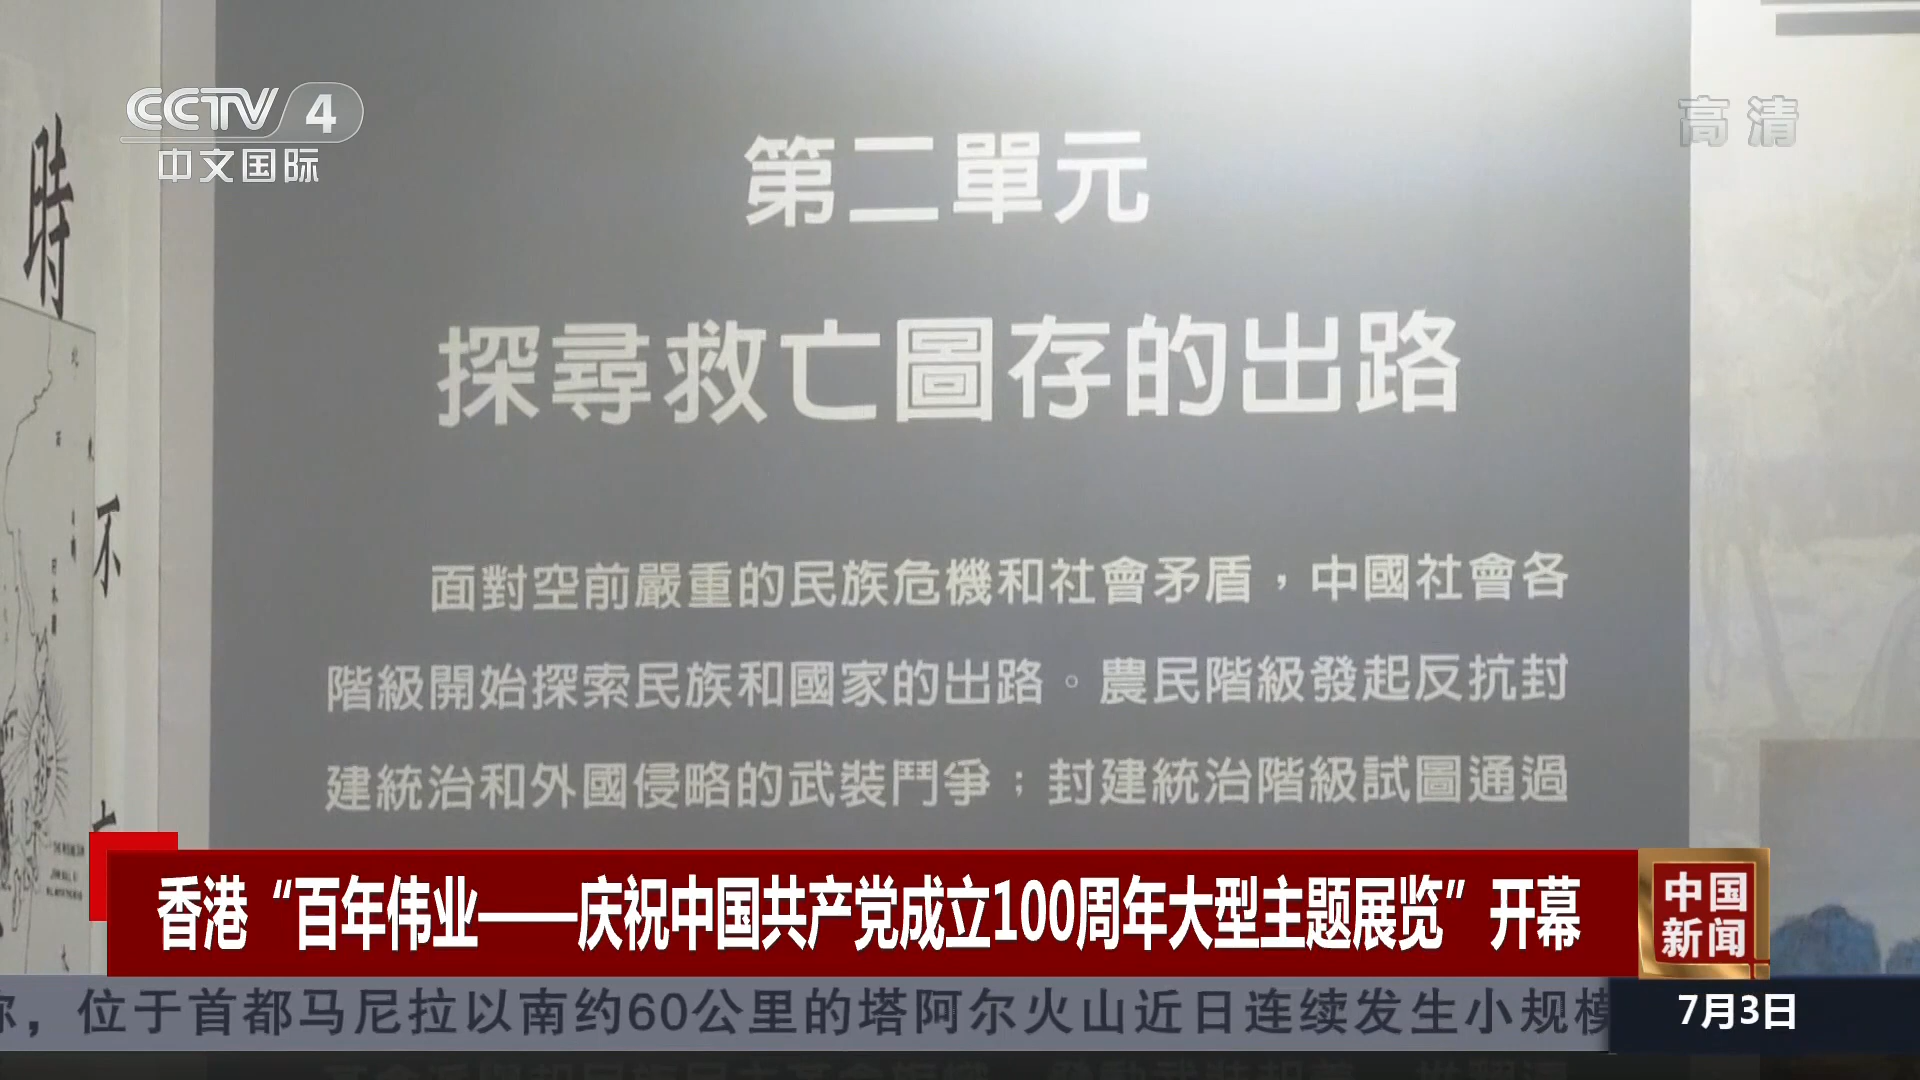 CCTV 4
中文国际
高清
時
不
第二單元
探尋救亡圖存的出路
面對空前嚴重的民族危機和社會矛盾，中國社會各
階級開始探索民族和國家的出路。農民階級發起反抗封
建統治和外國侵略的武裝鬥爭；封建統治階級試圖通過
香港“百年伟业——庆祝中国共产党成立100周年大型主题展览”开幕
中国
新闻
，位于首都马尼拉以南约60公里的塔阿尔火山近日连续发生小规模
7月3日